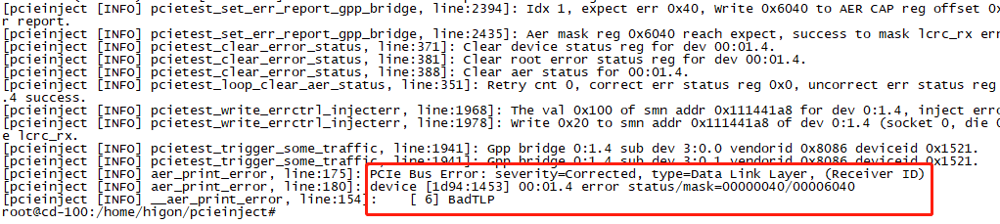 [pcieinject [INFO] pcietest_set_err_report_gpp_bridge, line:2394]: Idx 1, expect err 0x40, Write 0x6040 to AER CAP reg offset 0x
r report.
[pcieinject [INFO] pcietest_set_err_report_gpp_bridge, line:2435]: Aer mask reg 0x6040 reach expect, success to mask lcrc_rx err
[pcieinject [INFO] pcietest_clear_error_status, line:371]: Clear device status reg for dev 00:01.4.
[pcieinject [INFO] pcietest_clear_error_status, line:381]: Clear root error status reg for dev 00:01.4.
[pcieinject [INFO] pcietest_clear_error_status, line:388]: Clear aer status for 00:01.4.
[pcieinject [INFO] pcietest_loop_clear_aer_status, line:351]: Retry cnt 0, correct err status reg 0x0, uncorrect err status reg
.4 success.
[pcieinject [INFO] pcietest_write_errctrl_injecterr, line:1968]: The val 0x100 of smn addr 0x111441a8 for dev 0:1.4, inject erro
[pcieinject [INFO] pcietest_write_errctrl_injecterr, line:1978]: Write 0x20 to smn addr 0x111441a8 of dev 0:1.4 (socket 0, die 0
e lcrc_rx.
[pcieinject [INFO] pcietest_trigger_some_traffic, line:1941]: Gpp bridge 0:1.4 sub dev 3:0.0 vendorid 0x8086 deviceid 0x1521.
[pcieinject [INFO] pcietest_trigger_some_traffic, line:1941]: Gpp bridge 0:1.4 sub dev 3:0.1 vendorid 0x8086 deviceid 0x1521.
[pcieinject [INFO] aer_print_error, line:175]: PCIe Bus Error: severity=Corrected, type=Data Link Layer, (Receiver ID)
[pcieinject [INFO] aer_print_error, line:180]: device [1d94:1453] 00:01.4 error status/mask=00000040/00006040
[pcieinject [INFO] __aer_print_error, line:154]:    [ 6] BadTLP
root@cd-100:/home/higon/pcieinject#